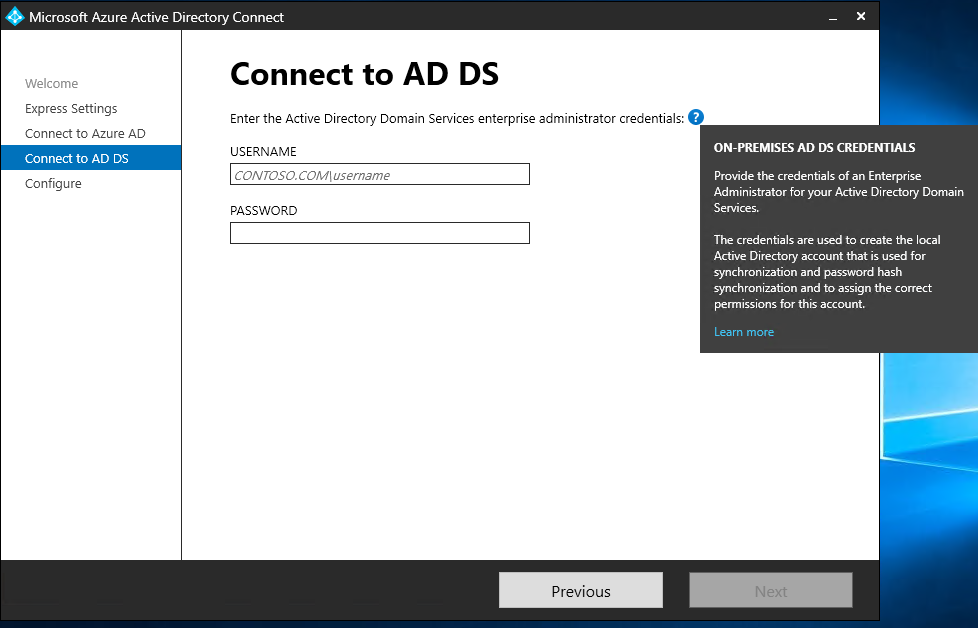 Microsoft Azure Active Directory Connect
Welcome
Express Settings
Connect to Azure AD
Connect to AD DS
Configure
Connect to AD DS
Enter the Active Directory Domain Services enterprise administrator credentials: ?
USERNAME
CONTOSO.COM\username
PASSWORD
ON-PREMISES AD DS CREDENTIALS
Provide the credentials of an Enterprise
Administrator for your Active Directory Domain
Services.
The credentials are used to create the local
Active Directory account that is used for
synchronization and password hash
synchronization and to assign the correct
permissions for this account.
Learn more
Previous
Next